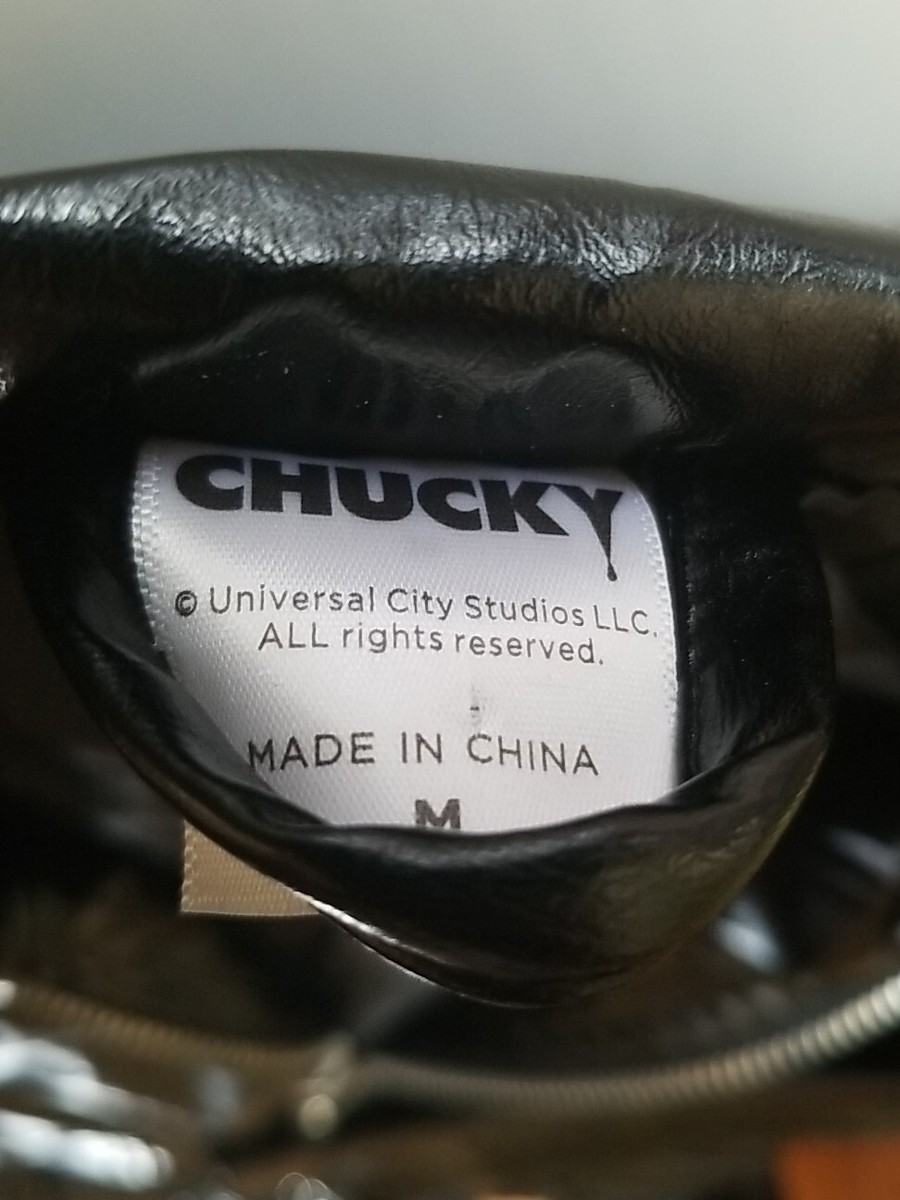 CHUCKY
© Universal City Studios LLC.
ALL rights reserved.
MADE IN CHINA
M